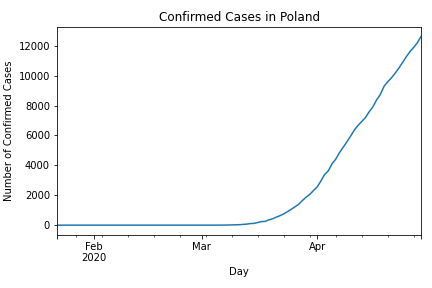 Confirmed Cases in Poland
Number of Confirmed Cases
12000
10000
8000
6000
4000
2000
0
Feb
2020
Mar
Apr
Day